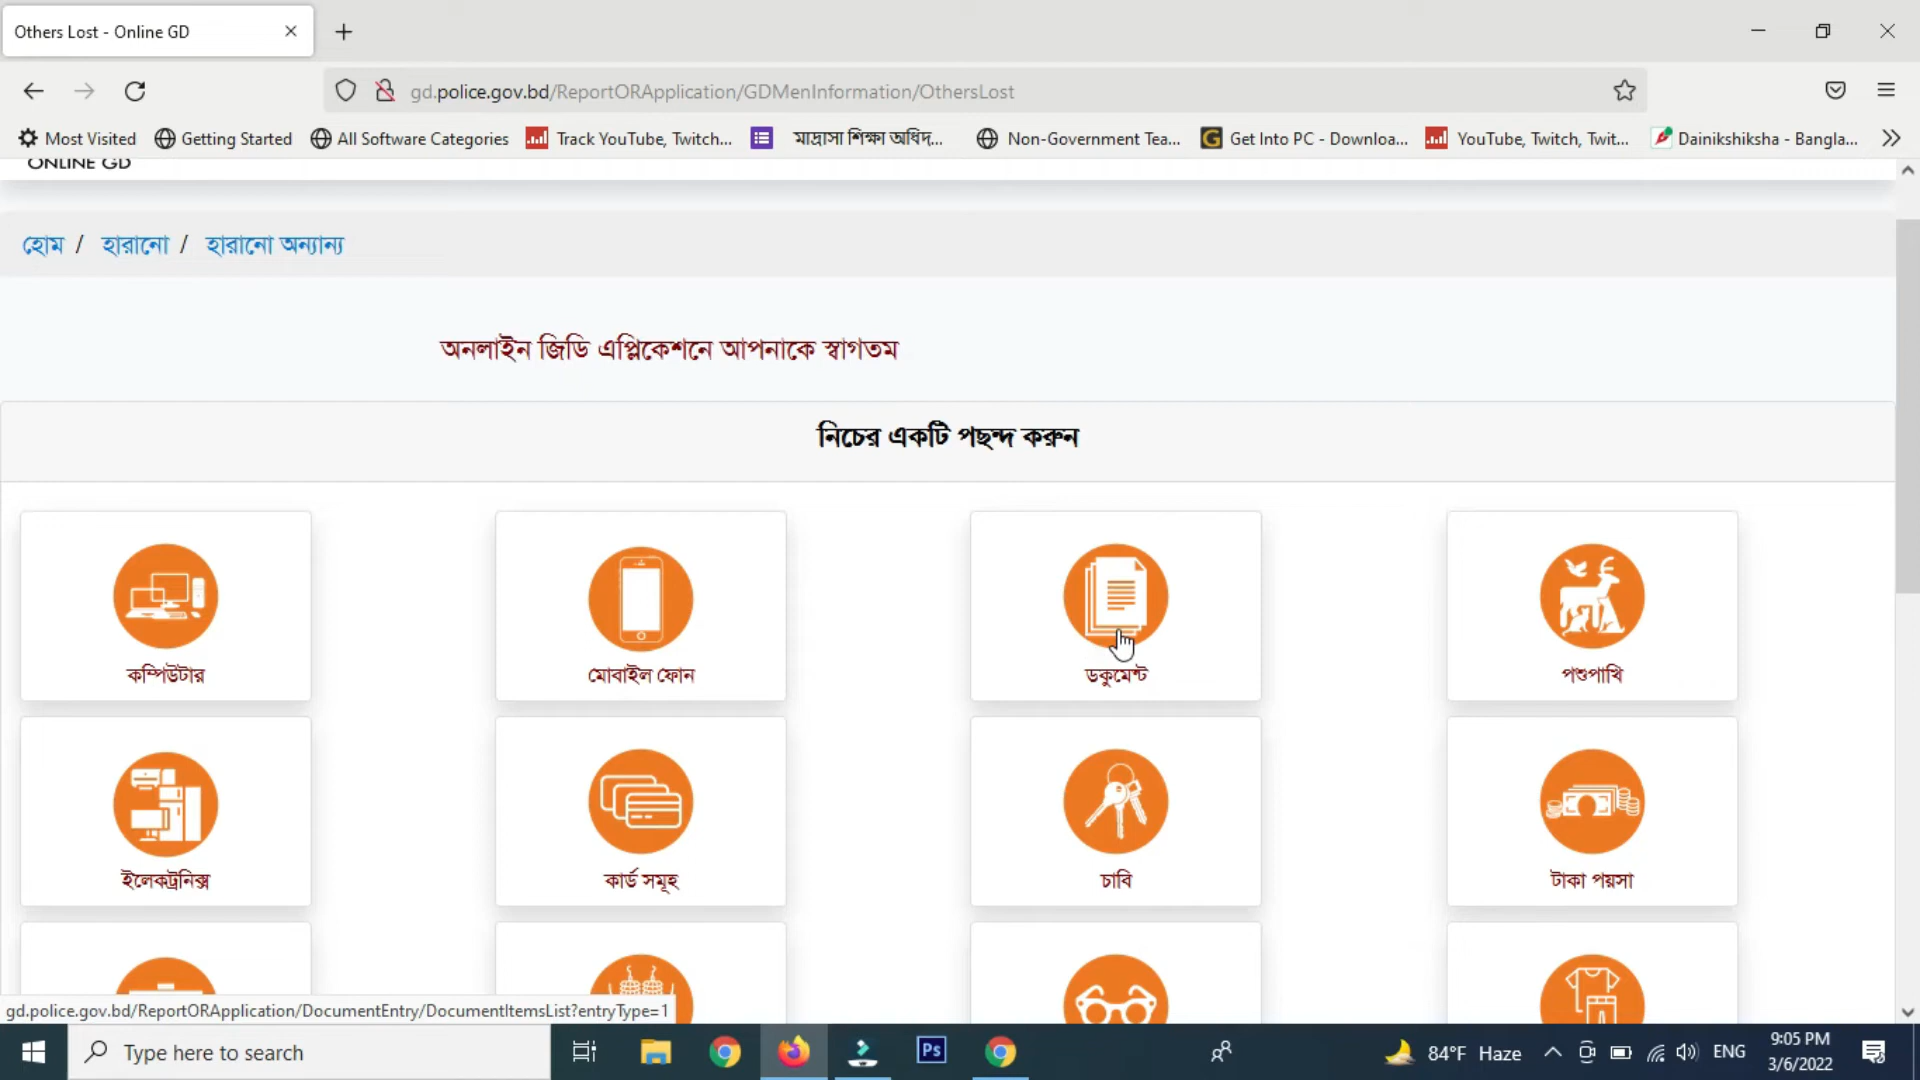 Others Lost - Online GD
gd.police.gov.bd/ReportORApplication/GDMenInformation/OthersLost
Most Visited Getting Started All Software Categories Track YouTube, Twitch... মাদ্রাসা শিক্ষা অধিদ... Non-Government Tea... Get Into PC - Downloa... YouTube, Twitch, Twit... Dainikshiksha - Bangla...
ONLINE GD
হোম / হারানো / হারানো অন্যান্য
অনলাইন জিডি এপ্লিকেশনে আপনাকে স্বাগতম
নিচের একটি পছন্দ করুন
কম্পিউটার মোবাইল ফোন ডকুমেন্ট পশুপাখি
ইলেকট্রনিক্স কার্ড সমূহ চাবি টাকা পয়সা
gd.police.gov.bd/ReportORApplication/DocumentEntry/DocumentItemsList?entryType=1
Type here to search Ps 84°F Haze ENG 9:05 PM
3/6/2022